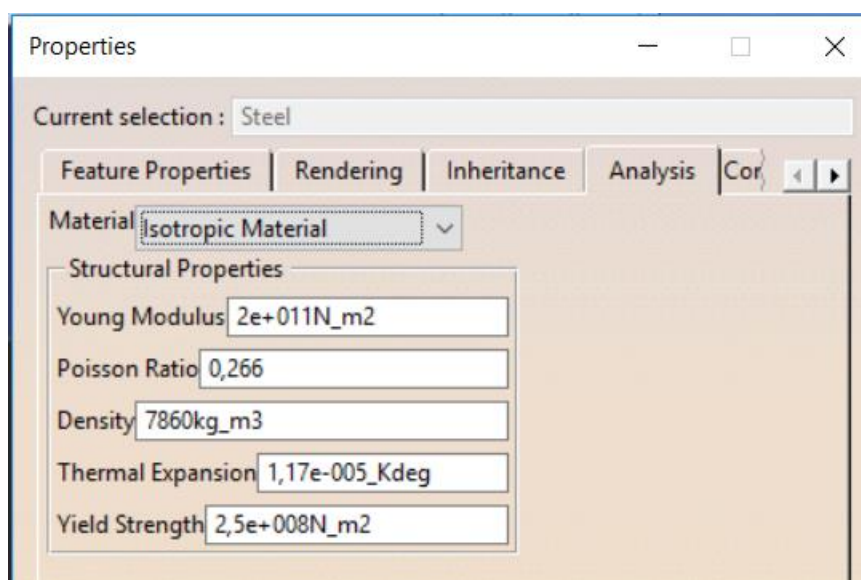 Properties
Current selection : Steel
Feature Properties Rendering Inheritance Analysis Cor
Material Isotropic Material
Structural Properties
Young Modulus 2e+011N_m2
Poisson Ratio 0,266
Density 7860kg_m3
Thermal Expansion 1,17e-005_Kdeg
Yield Strength 2,5e+008N_m2